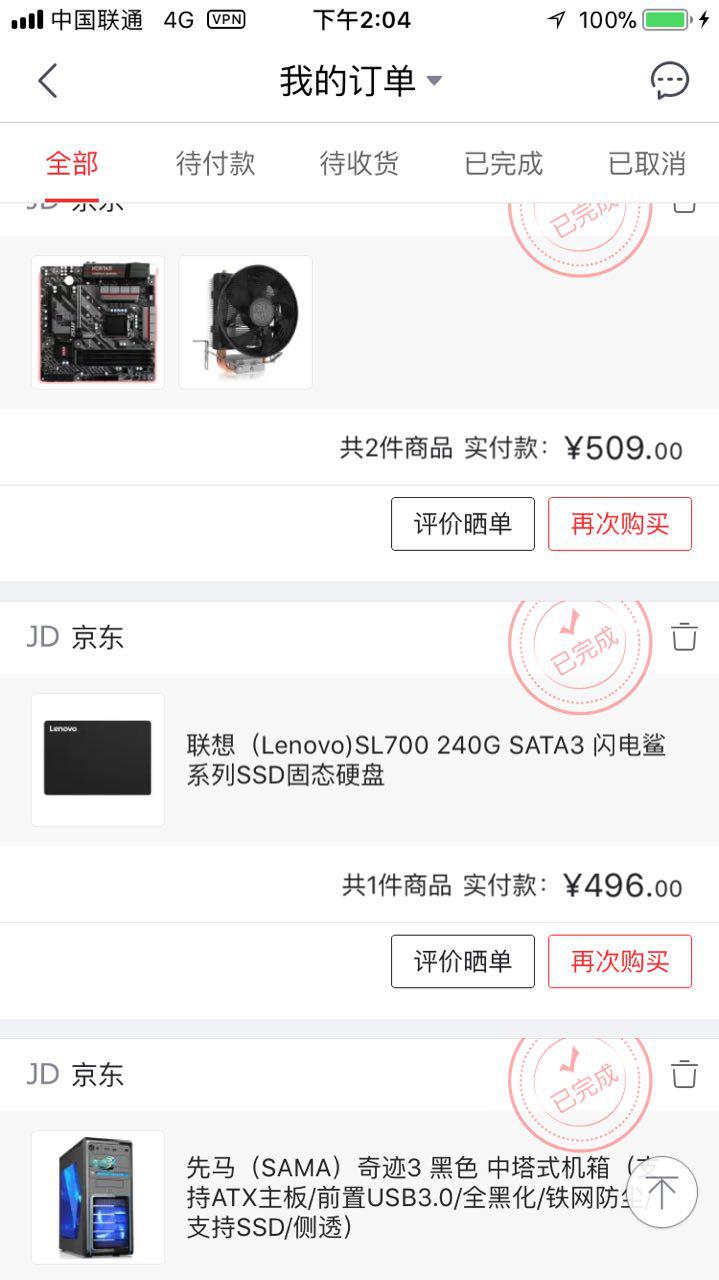 中国联通 4G VPN 下午2:04 100%
我的订单
全部 待付款 待收货 已完成 已取消
JD 京东
已完成
共2件商品 实付款：¥509.00
评价晒单 再次购买
JD 京东
已完成
Lenovo
联想（Lenovo)SL700 240G SATA3 闪电鲨
系列SSD固态硬盘
共1件商品 实付款：¥496.00
评价晒单 再次购买
JD 京东
已完成
先马（SAMA）奇迹3 黑色 中塔式机箱（支
持ATX主板/前置USB3.0/全黑化/铁网防尘/
支持SSD/侧透）